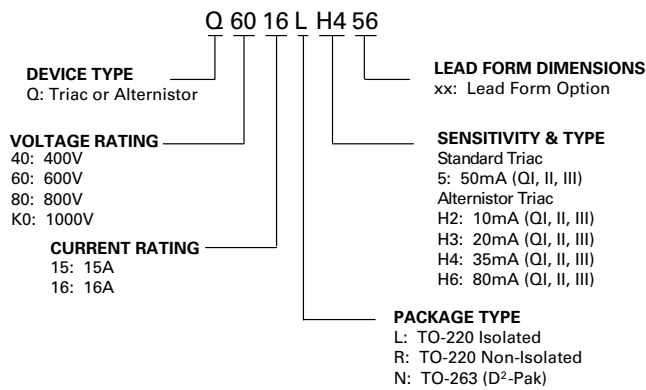 Q 60 16 L H4 56
DEVICE TYPE
Q: Triac or Alternistor
VOLTAGE RATING
40: 400V
60: 600V
80: 800V
K0: 1000V
CURRENT RATING
15: 15A
16: 16A
LEAD FORM DIMENSIONS
xx: Lead Form Option
SENSITIVITY & TYPE
Standard Triac
5: 50mA (QI, II, III)
Alternistor Triac
H2: 10mA (QI, II, III)
H3: 20mA (QI, II, III)
H4: 35mA (QI, II, III)
H6: 80mA (QI, II, III)
PACKAGE TYPE
L: TO-220 Isolated
R: TO-220 Non-Isolated
N: TO-263 (D²-Pak)